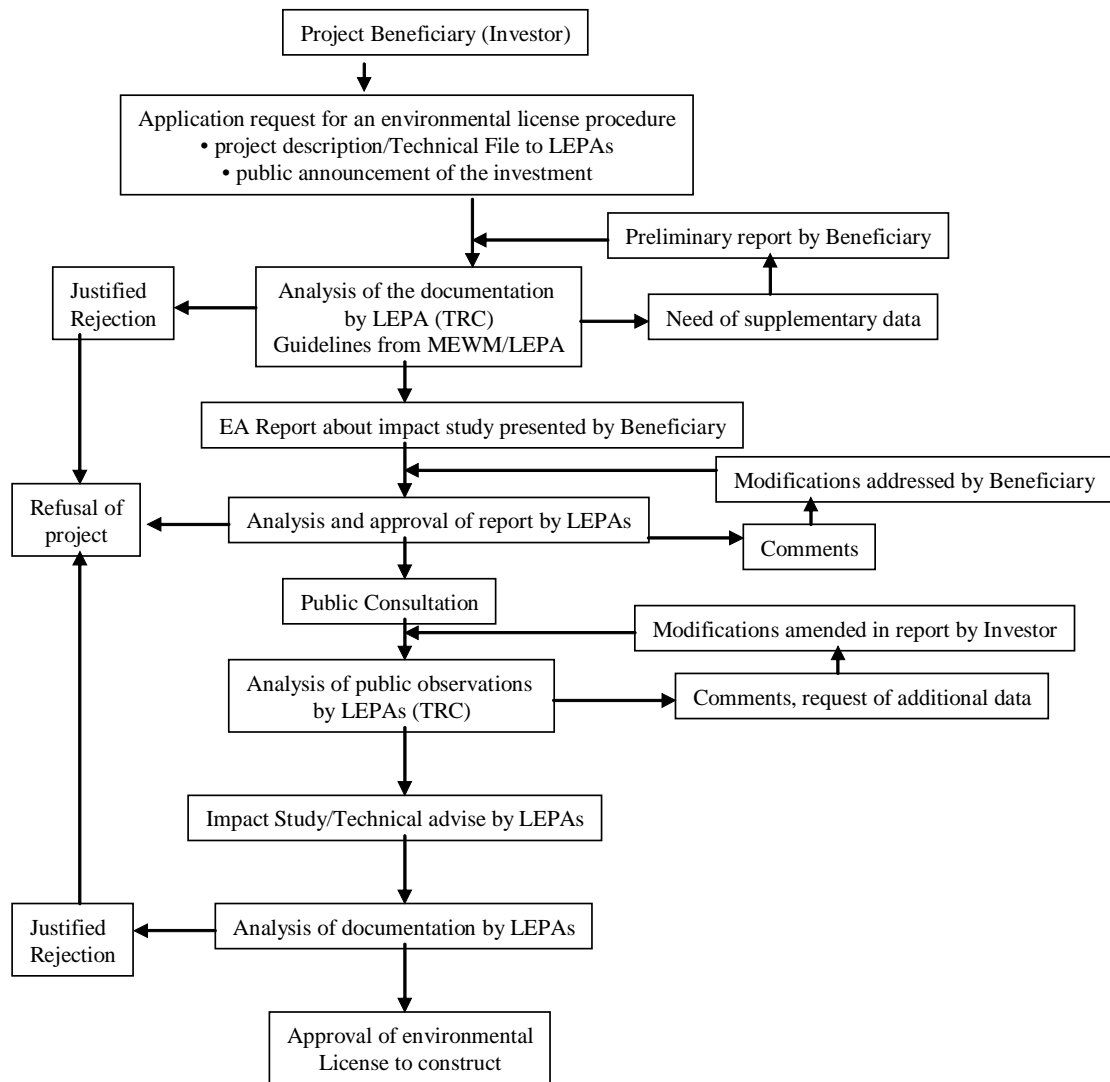 Project Beneficiary (Investor)
Application request for an environmental license procedure
• project description/Technical File to LEPAs
• public announcement of the investment
Preliminary report by Beneficiary
Justified
Rejection
Analysis of the documentation
by LEPA (TRC)
Guidelines from MEWM/LEPA
Need of supplementary data
EA Report about impact study presented by Beneficiary
Modifications addressed by Beneficiary
Refusal of
project
Analysis and approval of report by LEPAs
Comments
Public Consultation
Modifications amended in report by Investor
Analysis of public observations
by LEPAs (TRC)
Comments, request of additional data
Impact Study/Technical advise by LEPAs
Justified
Rejection
Analysis of documentation by LEPAs
Approval of environmental
License to construct